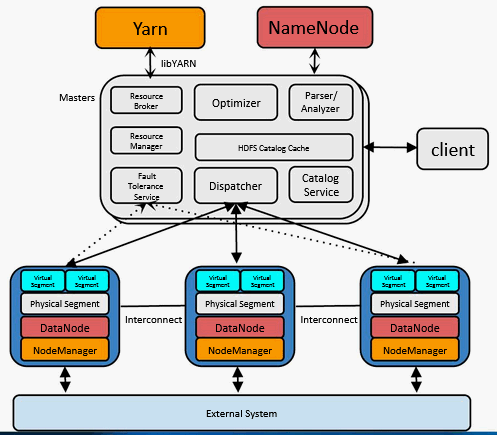 Yarn
NameNode
libYARN
Masters
Resource
Broker
Optimizer
Parser/
Analyzer
Resource
Manager
HDFS Catalog Cache
client
Fault
Tolerance
Service
Dispatcher
Catalog
Service
Virtual
Segment
Virtual
Segment
Physical Segment
DataNode
NodeManager
Interconnect
Virtual
Segment
Virtual
Segment
Physical Segment
DataNode
NodeManager
Interconnect
Virtual
Segment
Virtual
Segment
Physical Segment
DataNode
NodeManager
External System